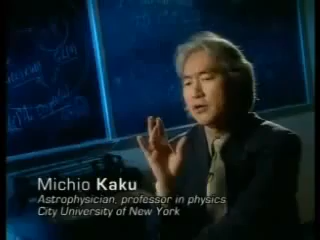 Michio Kaku
Astrophysician, professor in physics
City University of New York